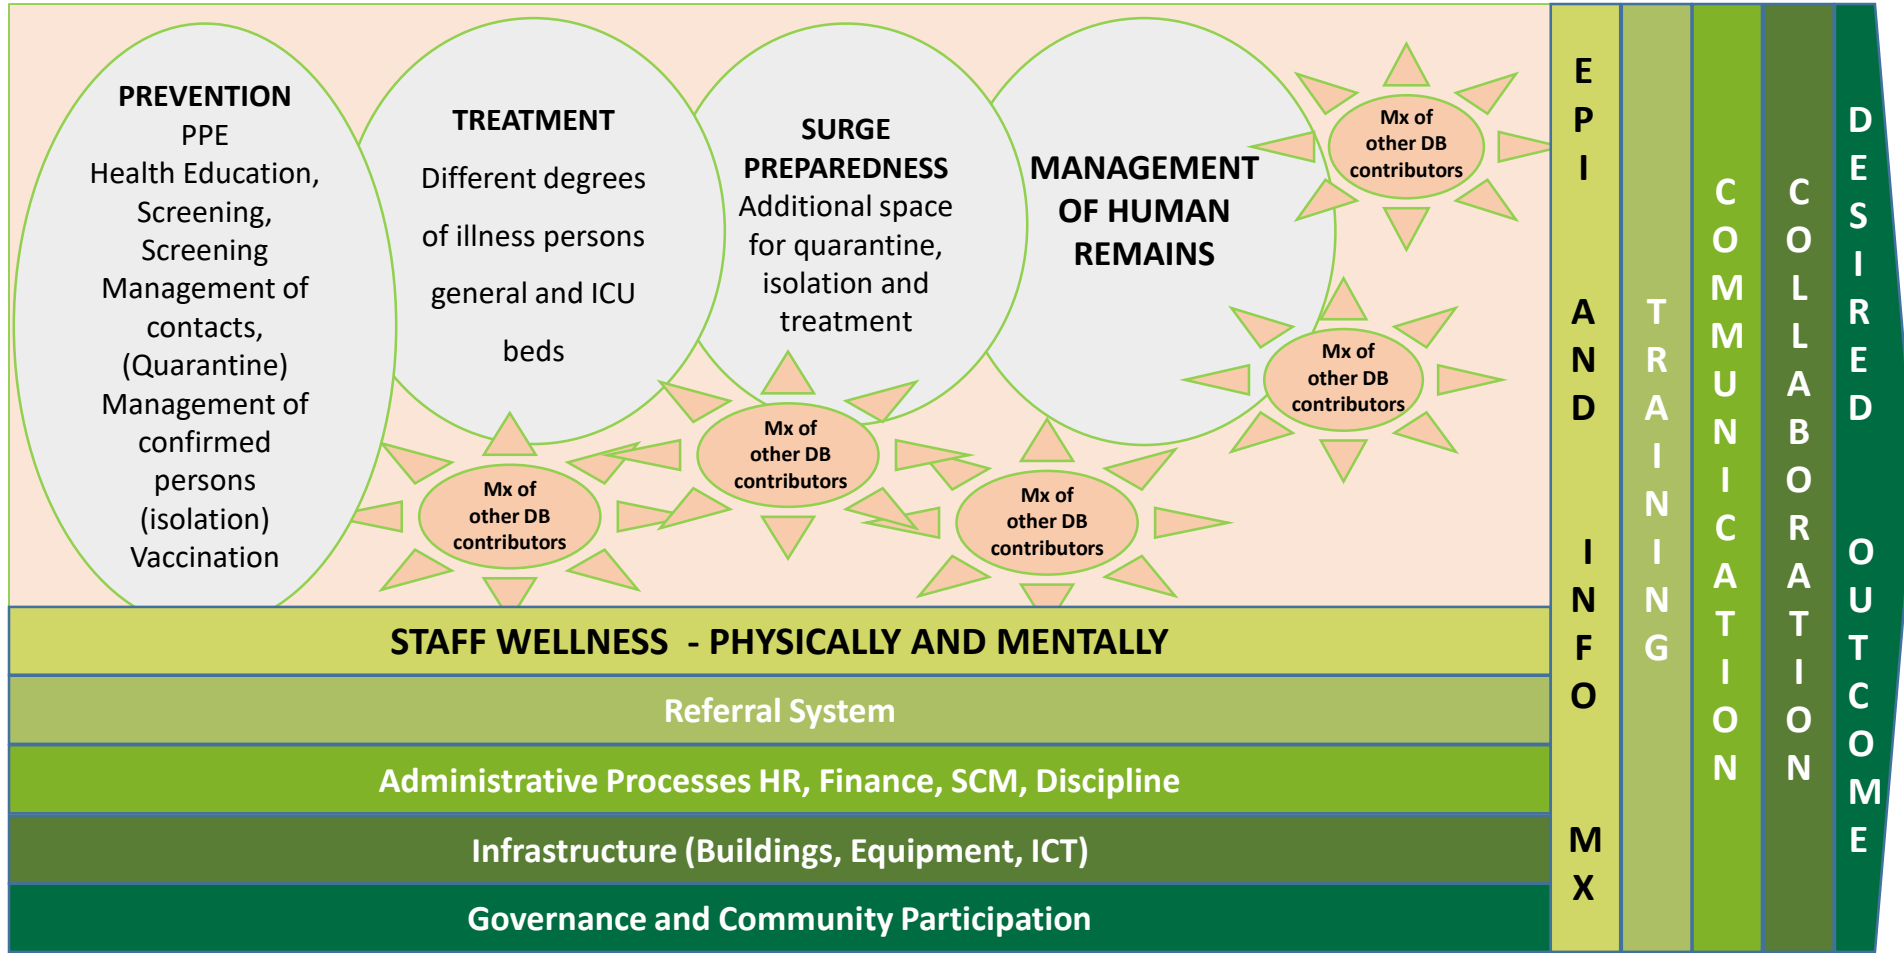 PREVENTION
PPE
Health Education,
Screening,
Screening
Management of
contacts,
(Quarantine)
Management of
confirmed
persons
(isolation)
Vaccination
TREATMENT
Different degrees
of illness persons
general and ICU
beds
SURGE
PREPAREDNESS
Additional space
for quarantine,
isolation and
treatment
MANAGEMENT
OF HUMAN
REMAINS
Mx of
other DB
contributors
Mx of
other DB
contributors
Mx of
other DB
contributors
Mx of
other DB
contributors
Mx of
other DB
contributors
STAFF WELLNESS - PHYSICALLY AND MENTALLY
Referral System
Administrative Processes HR, Finance, SCM, Discipline
Infrastructure (Buildings, Equipment, ICT)
Governance and Community Participation
EPI AND INFO MX
TRAINING
COMMUNICATION
COLLABORATION
DESIRED OUTCOME